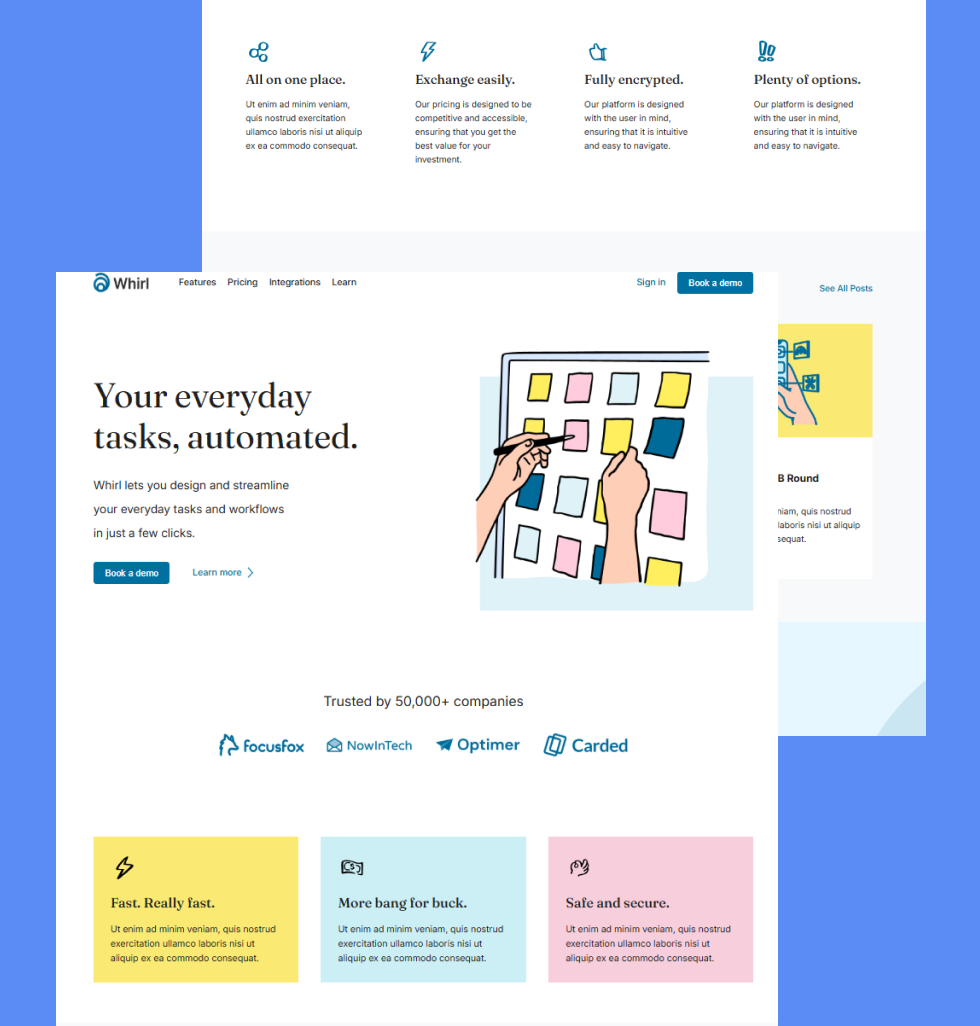 All on one place.
Ut enim ad minim veniam,
quis nostrud exercitation
ullamco laboris nisi ut aliquip
ex ea commodo consequat.
Exchange easily.
Our pricing is designed to be
competitive and accessible,
ensuring that you get the
best value for your
investment.
Fully encrypted.
Our platform is designed
with the user in mind,
ensuring that it is intuitive
and easy to navigate.
Plenty of options.
Our platform is designed
with the user in mind,
ensuring that it is intuitive
and easy to navigate.
Whirl
Features Pricing Integrations Learn
Sign in
Book a demo
See All Posts
Your everyday
tasks, automated.
Whirl lets you design and streamline
your everyday tasks and workflows
in just a few clicks.
Book a demo
Learn more
B Round
niam, quis nostrud
laboris nisi ut aliquip
sequat.
Trusted by 50,000+ companies
focusfox
NowInTech
Optimer
Carded
Fast. Really fast.
Ut enim ad minim veniam, quis nostrud
exercitation ullamco laboris nisi ut
aliquip ex ea commodo consequat.
More bang for buck.
Ut enim ad minim veniam, quis nostrud
exercitation ullamco laboris nisi ut
aliquip ex ea commodo consequat.
Safe and secure.
Ut enim ad minim veniam, quis nostrud
exercitation ullamco laboris nisi ut
aliquip ex ea commodo consequat.